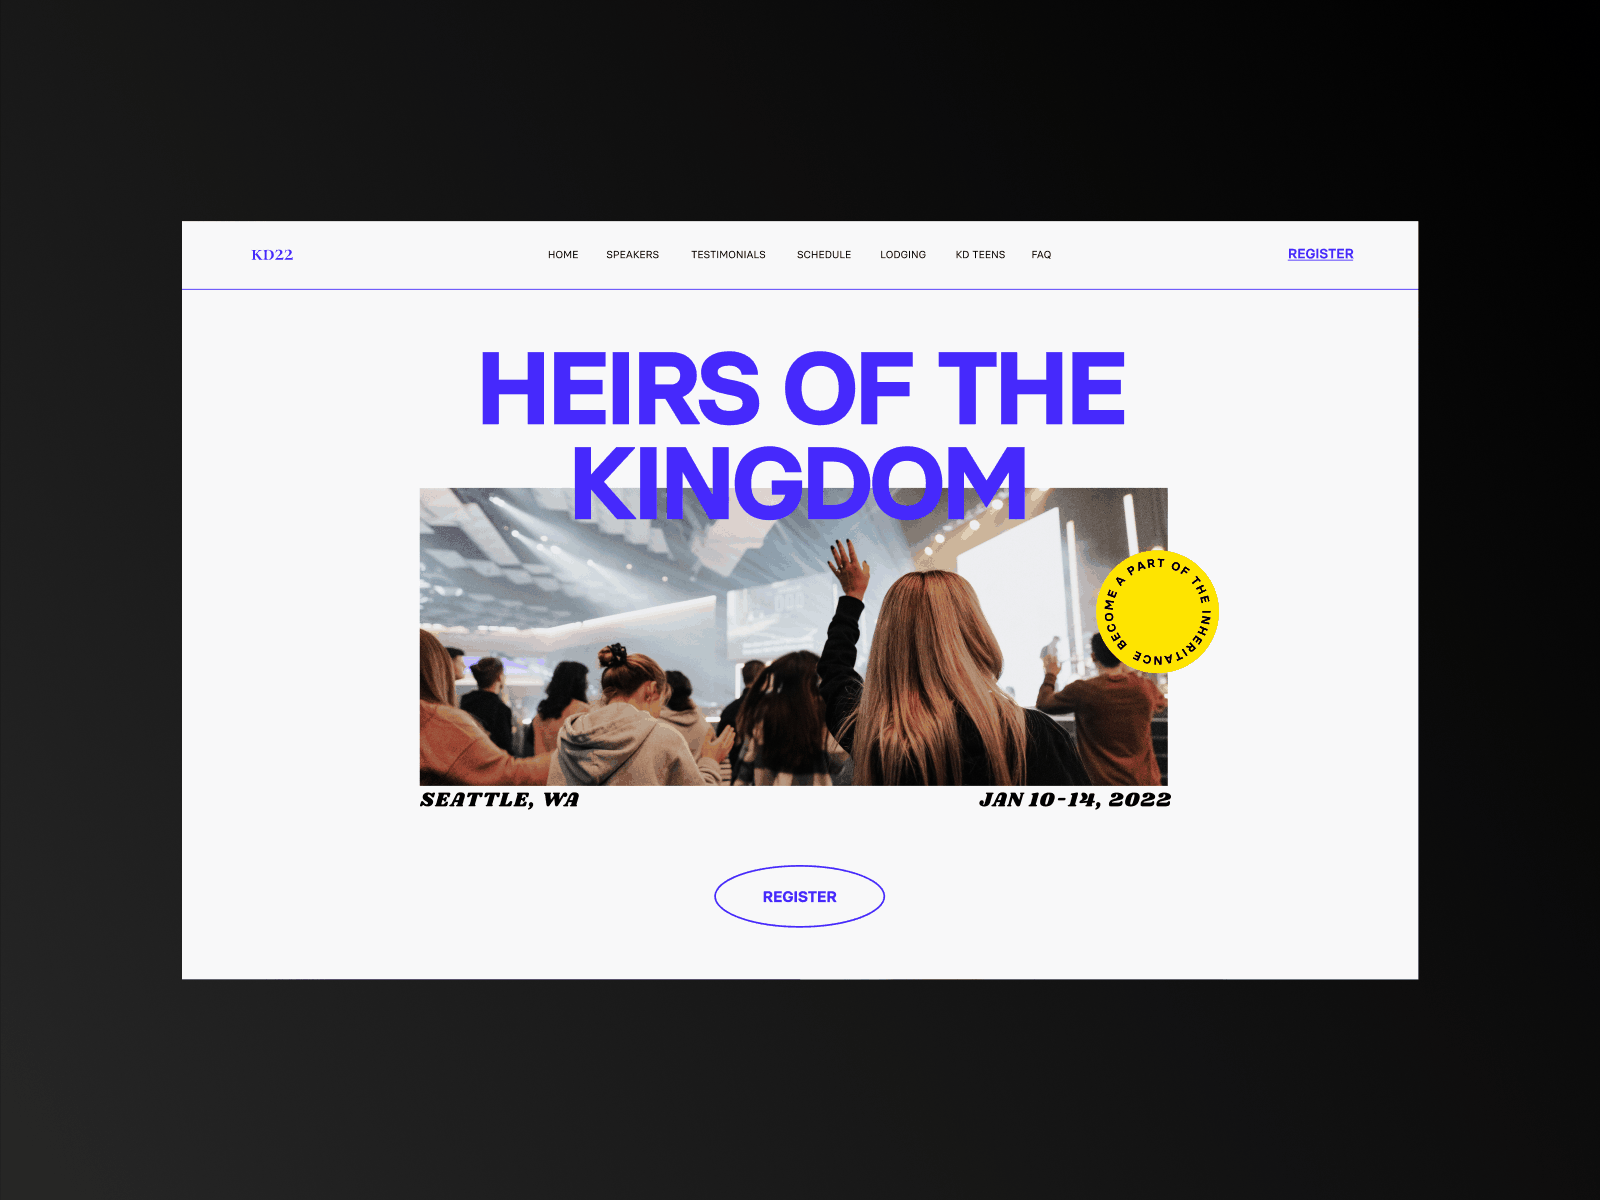 KD22
HOME SPEAKERS TESTIMONIALS SCHEDULE LODGING KD TEENS FAQ
REGISTER
HEIRS OF THE
KINGDOM
BECOME A PART OF THE INHERITANCE
SEATTLE, WA
JAN 10-14, 2022
REGISTER